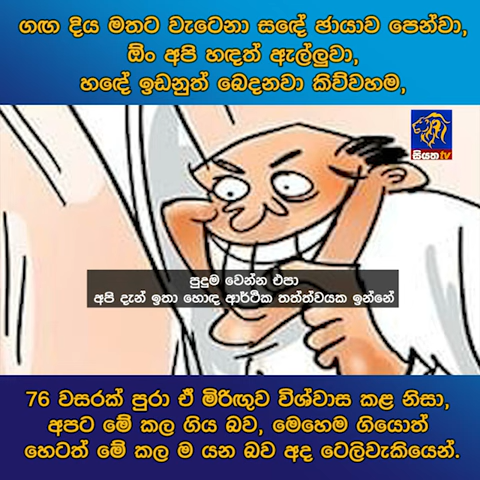 ගඟ දිය මතට වැටෙනා සඳේ ඡායාව පෙන්වා,
ඕං අපි හඳත් ඇල්ලුවා,
හඳේ ඉඩනුත් බෙදනවා කිව්වහම,
සියත tv
පුදුම වෙන්න එපා
අපි දැන් ඉතා හොඳ ආර්ථික තත්ත්වයක ඉන්නේ
76 වසරක් පුරා ඒ මිරිඟුව විශ්වාස කළ නිසා,
අපට මේ කල ගිය බව, මෙහෙම ගියොත්
හෙටත් මේ කල ම යන බව අද ටෙලිවැකියෙන්.